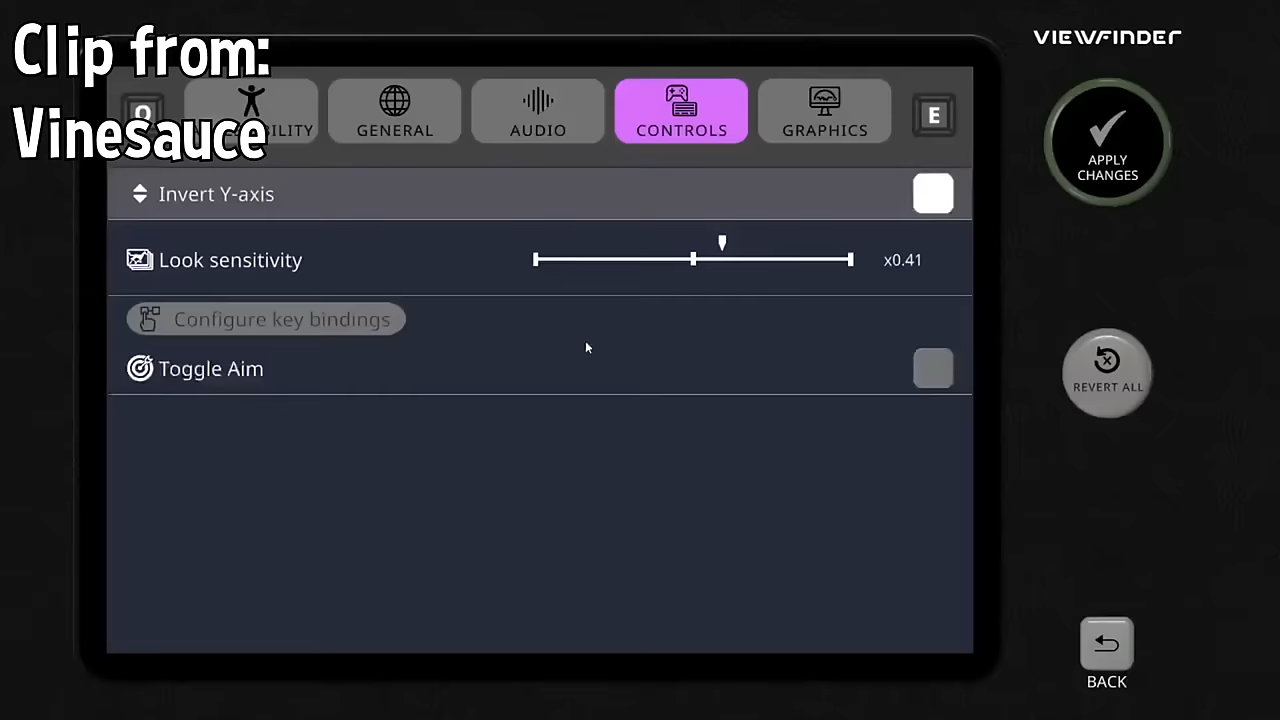 Clip from:
Vinesauce
VIEWFINDER
Q
ILITY
GENERAL
AUDIO
CONTROLS
GRAPHICS
E
APPLY
CHANGES
Invert Y-axis
Look sensitivity
x0.41
Configure key bindings
Toggle Aim
REVERT ALL
BACK